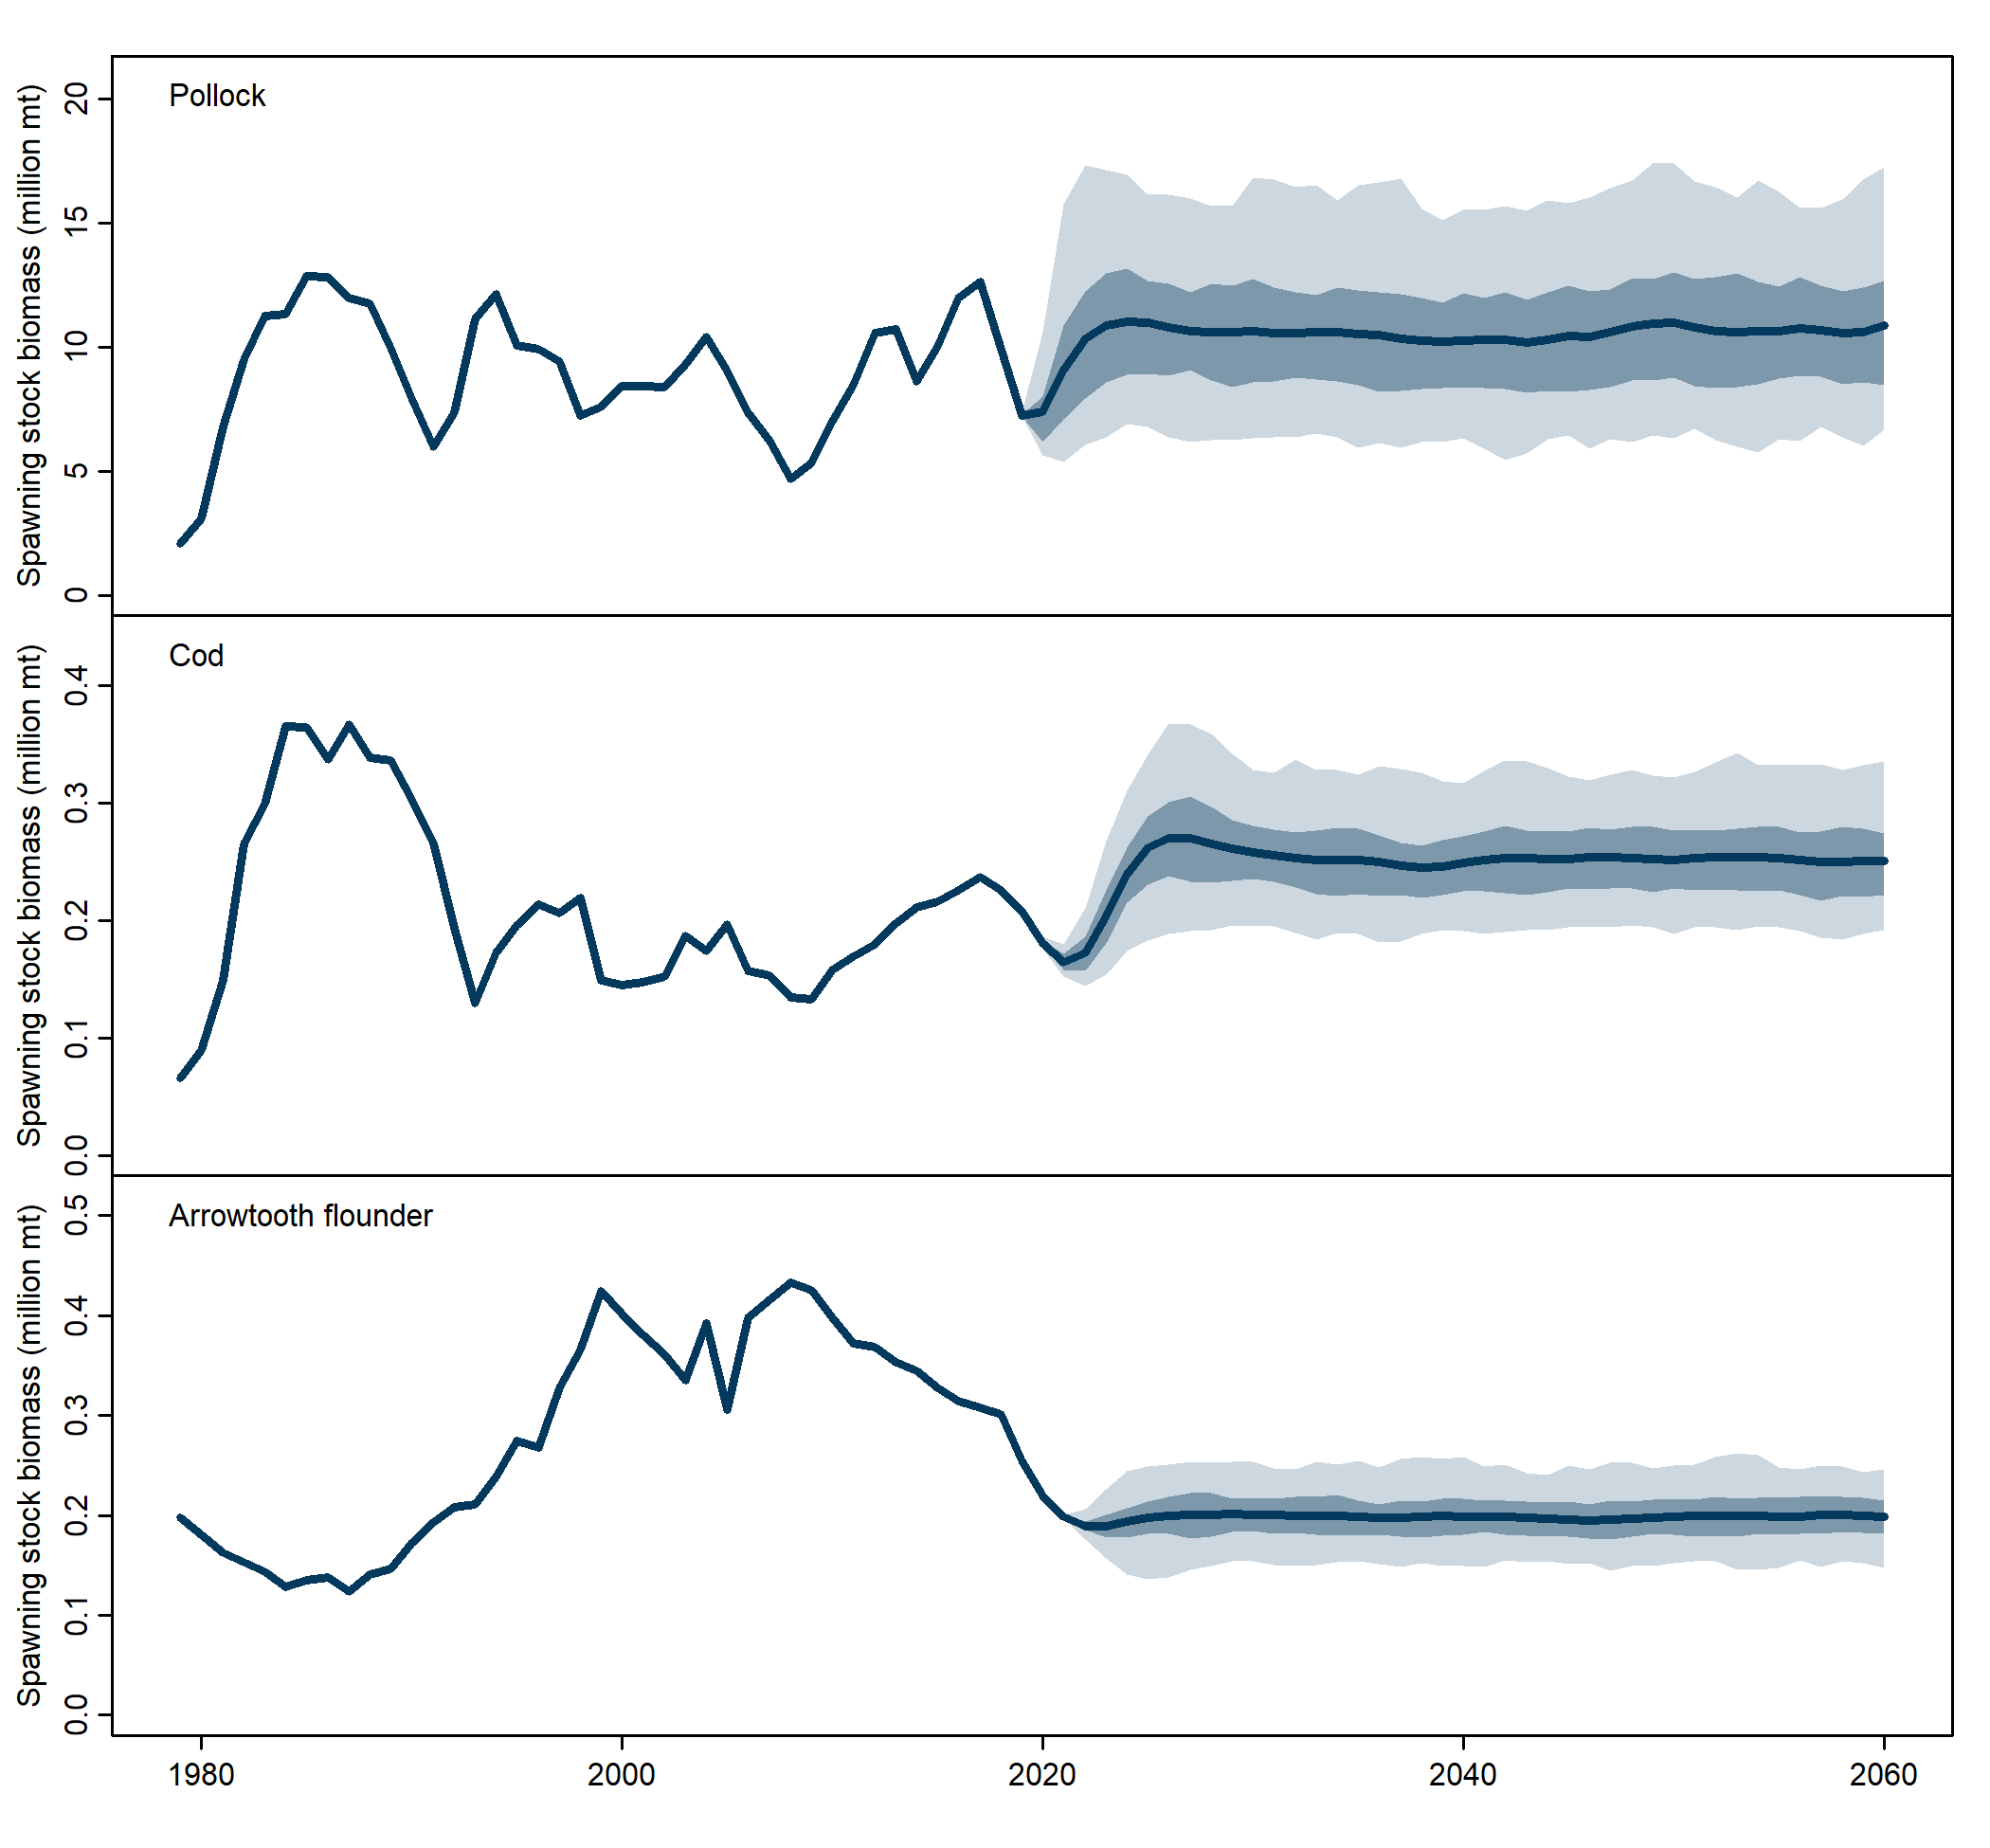 Pollock
Spawning stock biomass (million mt)
20
15
10
5
0
Cod
Spawning stock biomass (million mt)
0.4
0.3
0.2
0.1
0.0
Arrowtooth flounder
Spawning stock biomass (million mt)
0.5
0.4
0.3
0.2
0.1
0.0
1980 2000 2020 2040 2060